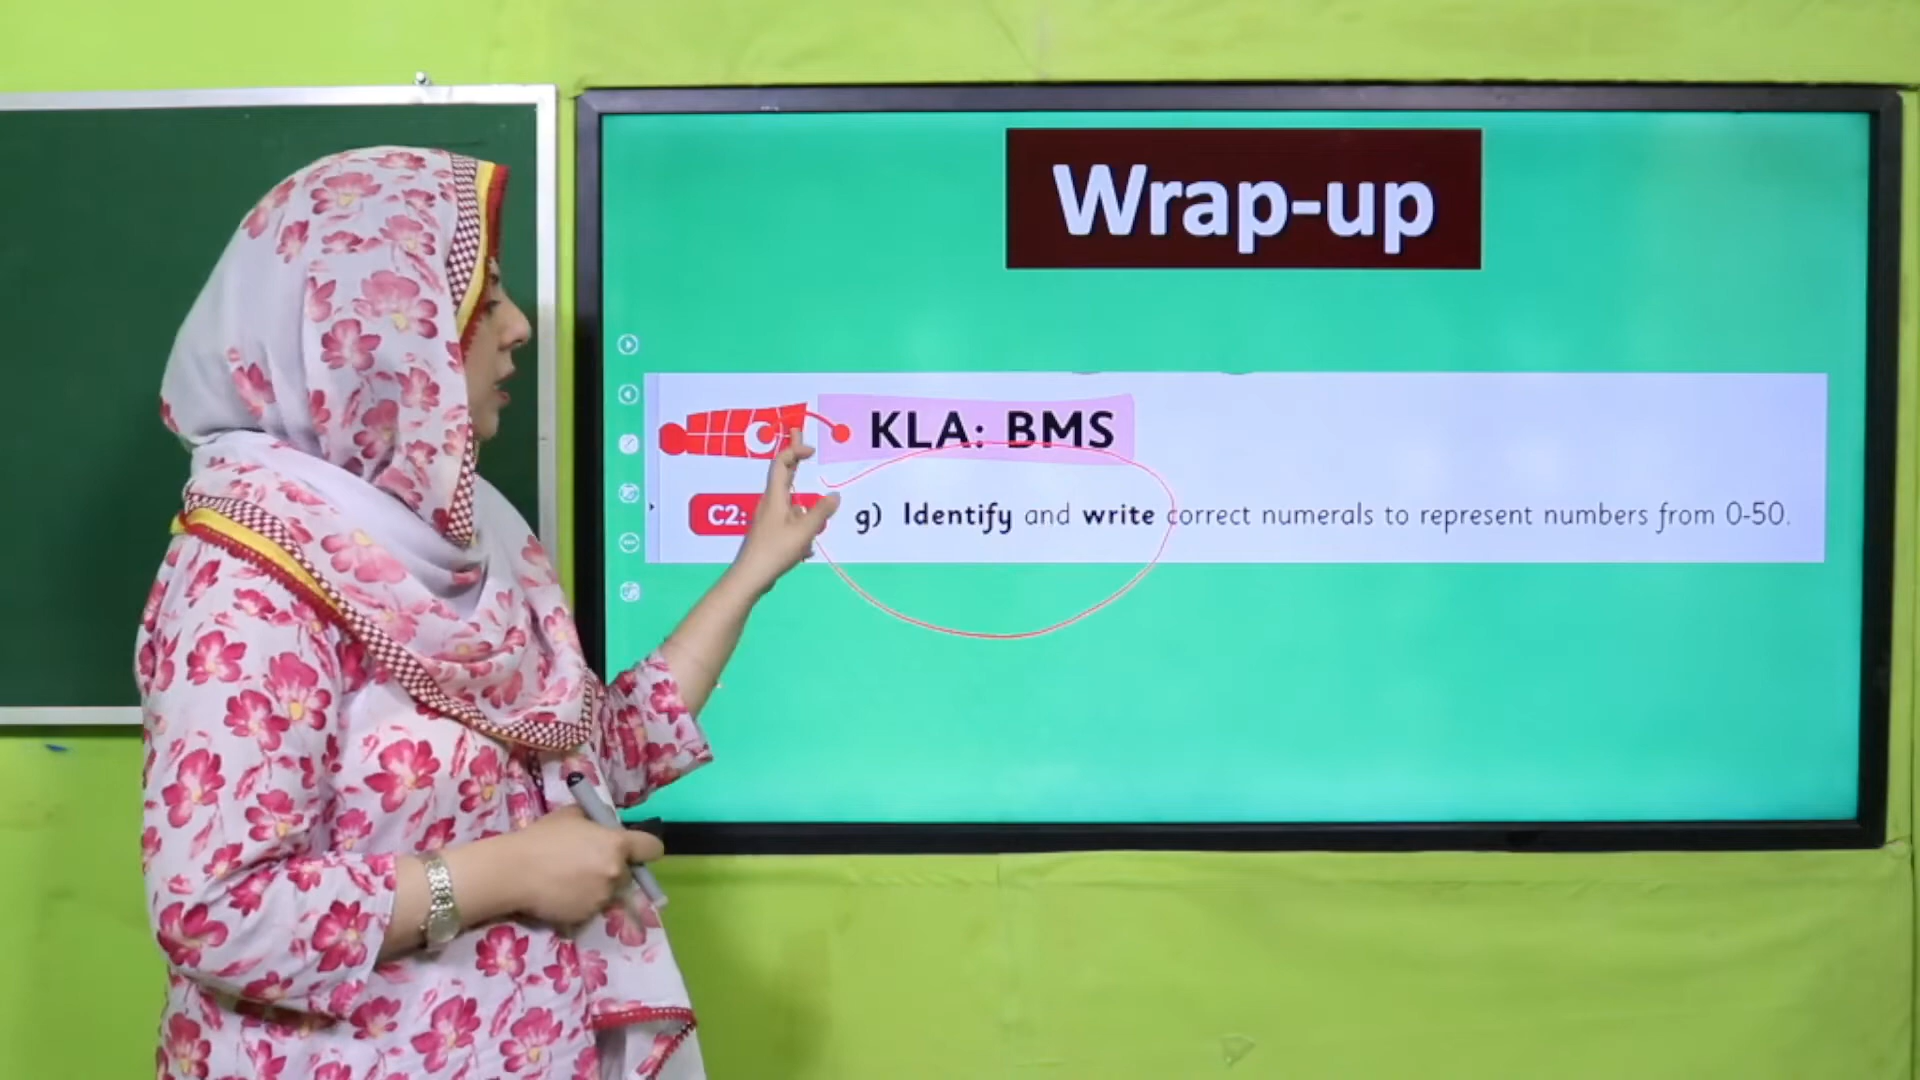 Wrap-up
KLA: BMS
C2:
g) Identify and write correct numerals to represent numbers from 0-50.